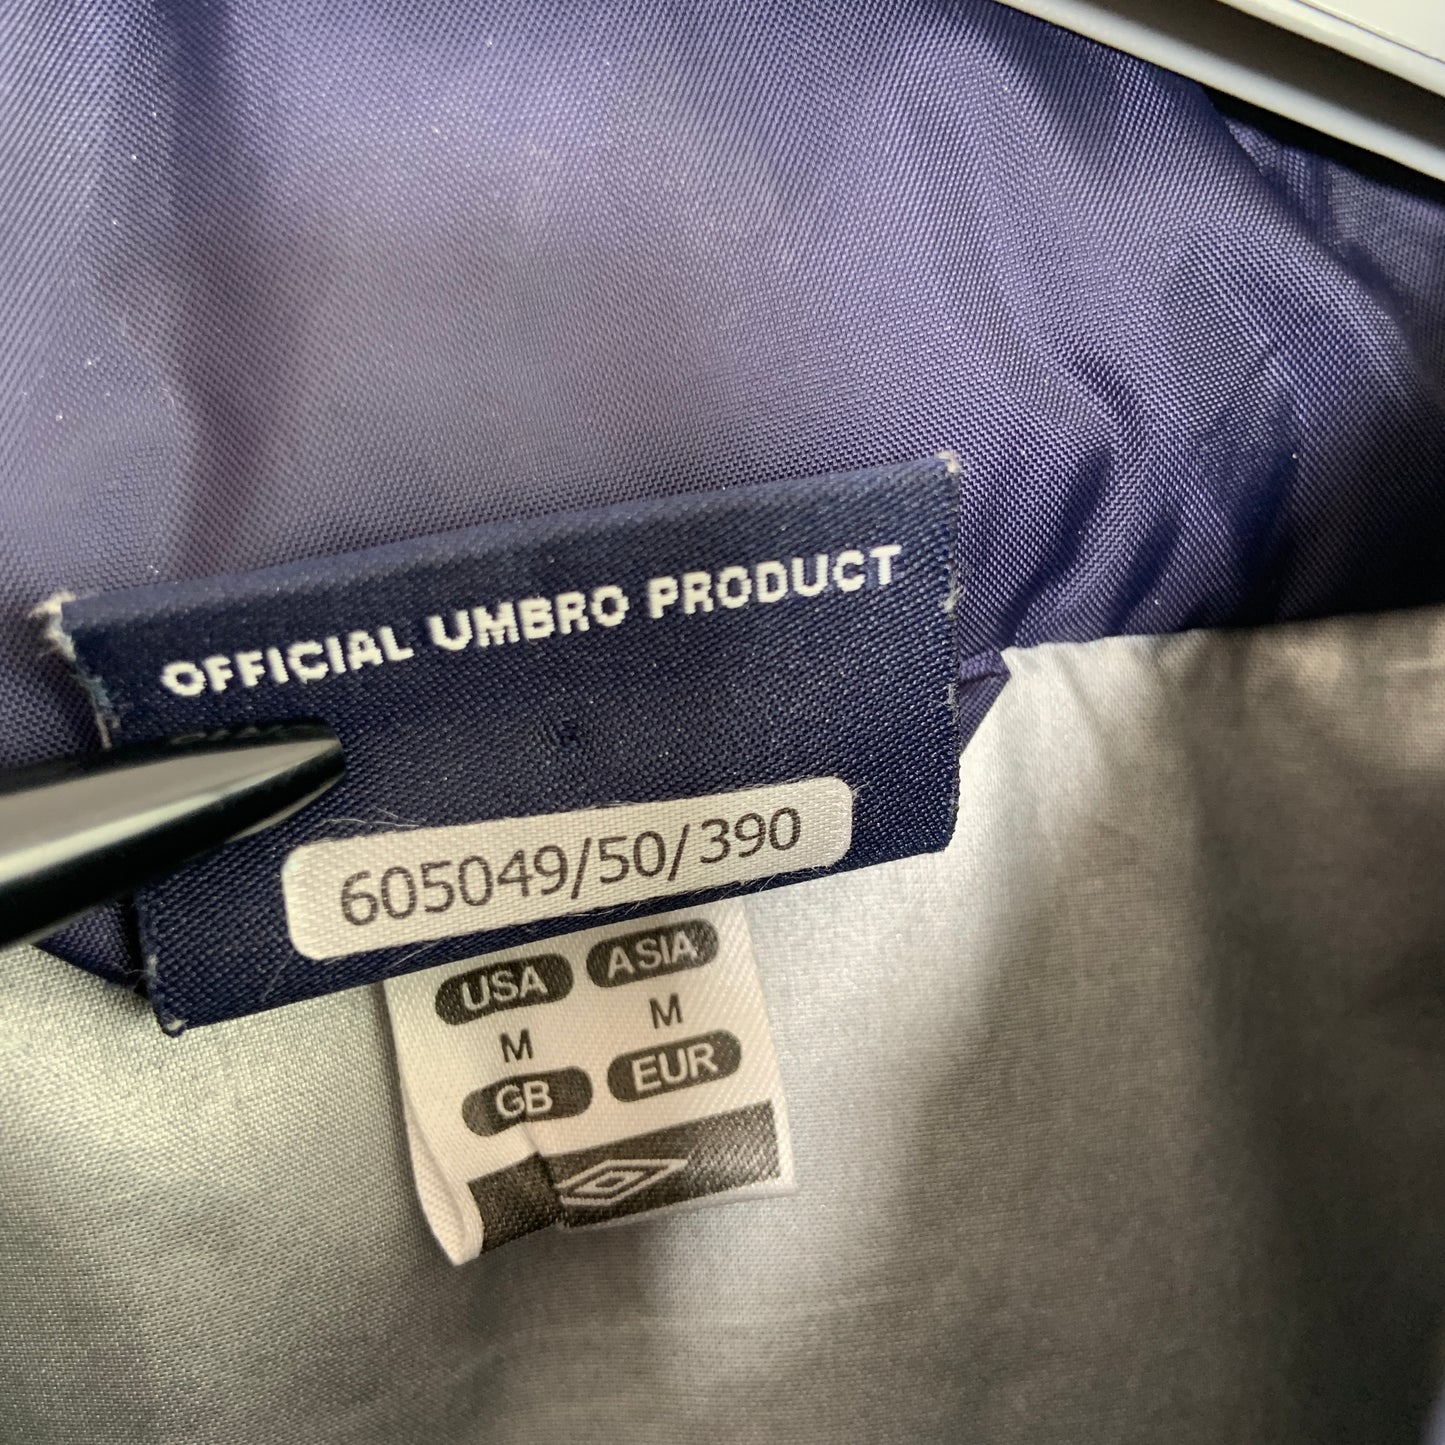 OFFICIAL UMBRO PRODUCT
605049/50/390
USA ASIA
M M
GB EUR